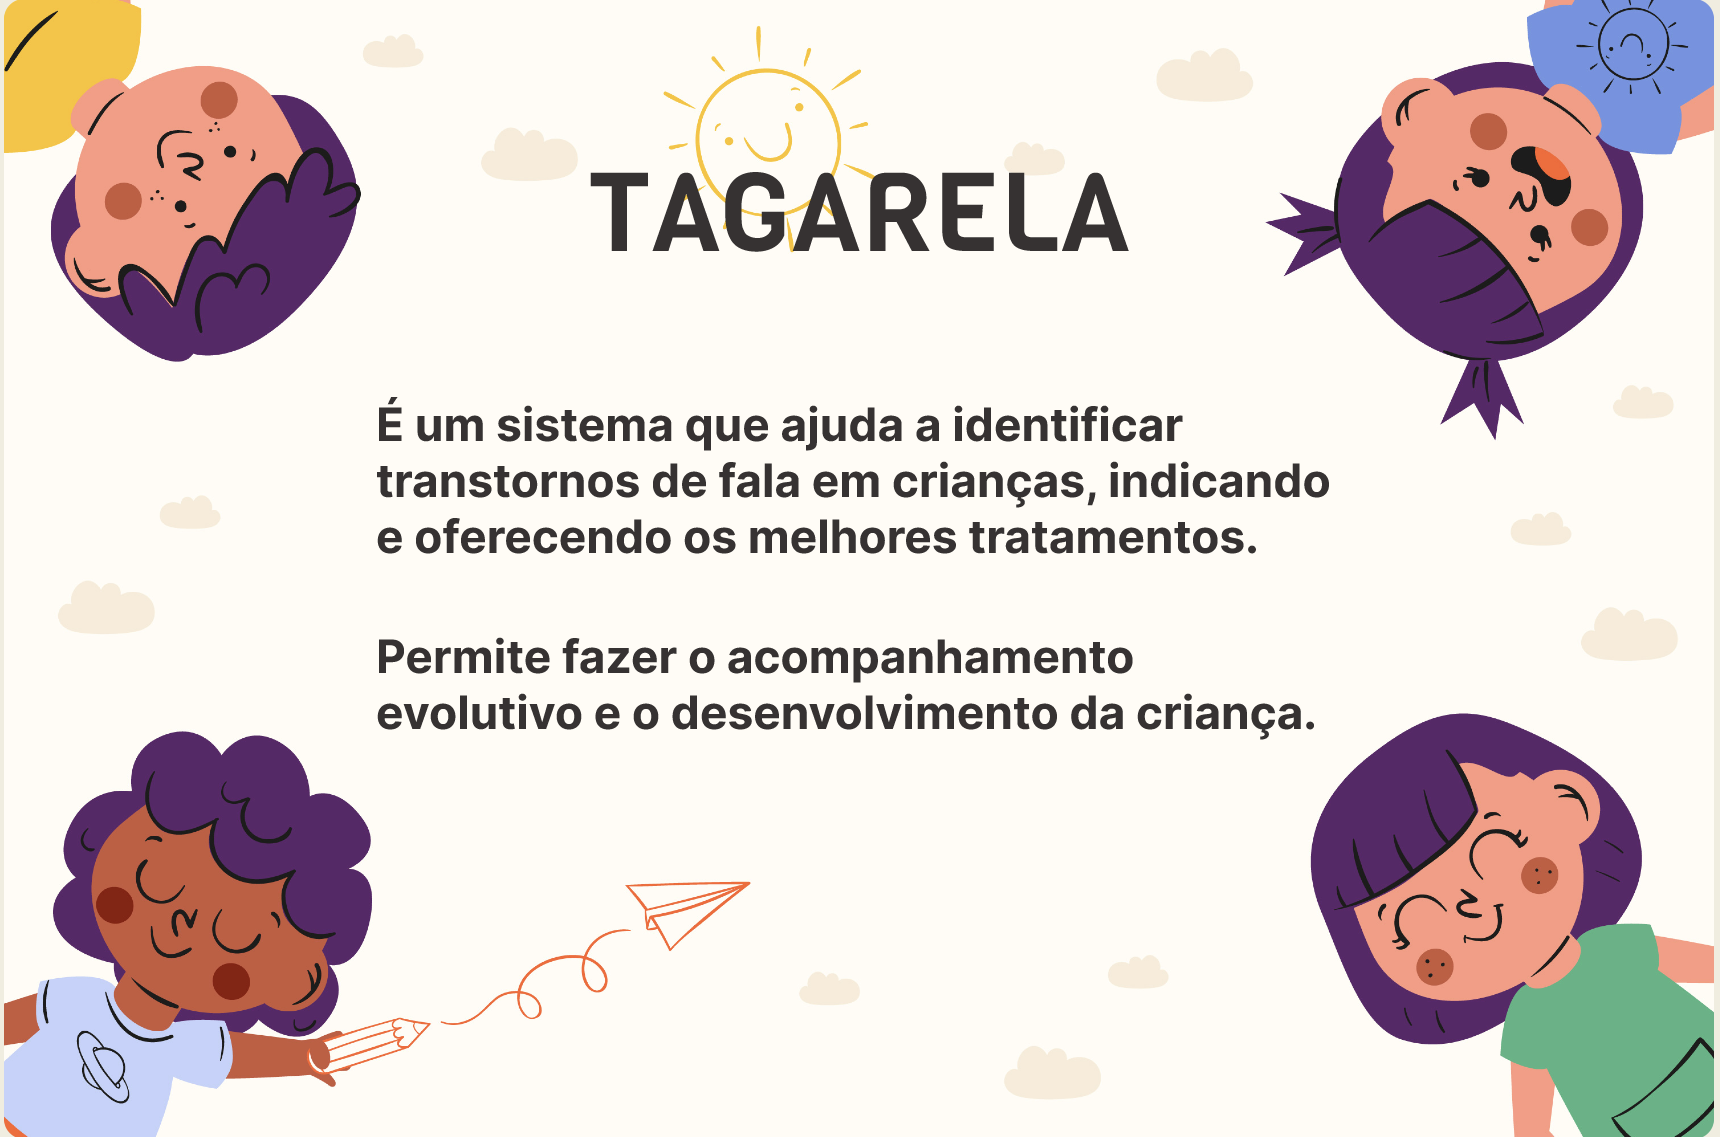 TAGARELA
É um sistema que ajuda a identificar
transtornos de fala em crianças, indicando
e oferecendo os melhores tratamentos.
Permite fazer o acompanhamento
evolutivo e o desenvolvimento da criança.